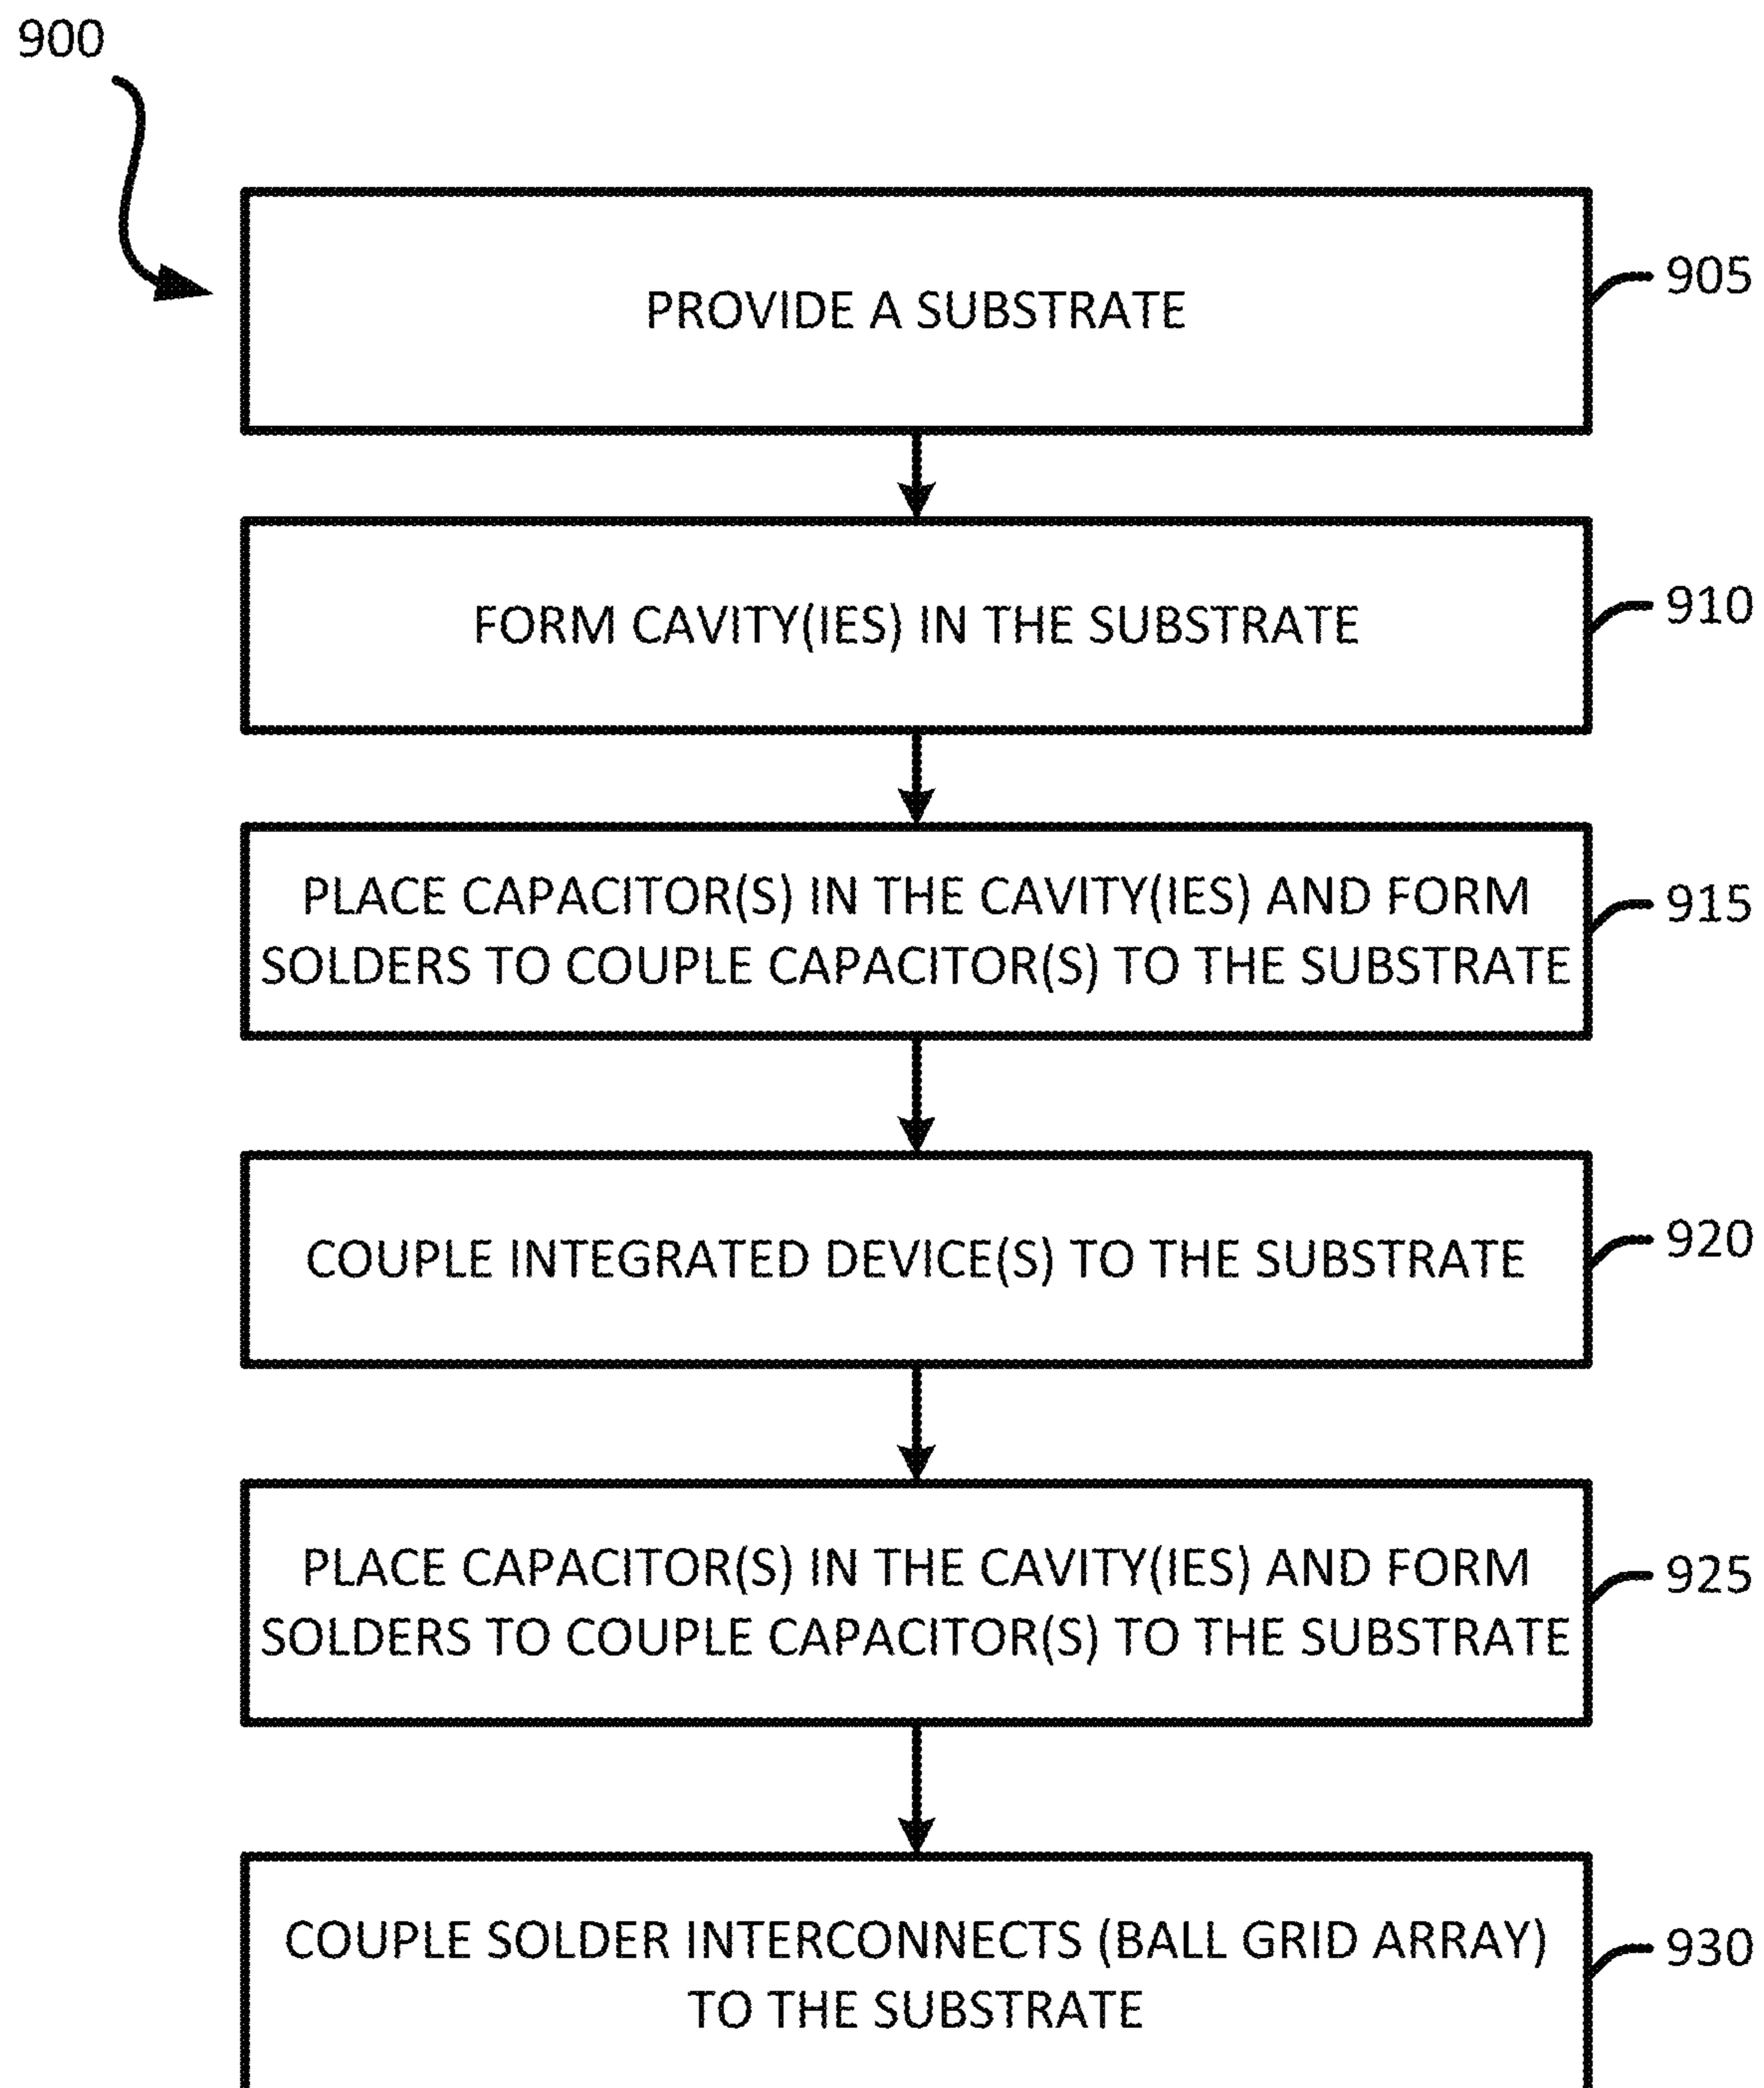 900
PROVIDE A SUBSTRATE
905
FORM CAVITY(IES) IN THE SUBSTRATE
910
PLACE CAPACITOR(S) IN THE CAVITY(IES) AND FORM
SOLDERS TO COUPLE CAPACITOR(S) TO THE SUBSTRATE
915
COUPLE INTEGRATED DEVICE(S) TO THE SUBSTRATE
920
PLACE CAPACITOR(S) IN THE CAVITY(IES) AND FORM
SOLDERS TO COUPLE CAPACITOR(S) TO THE SUBSTRATE
925
COUPLE SOLDER INTERCONNECTS (BALL GRID ARRAY)
TO THE SUBSTRATE
930